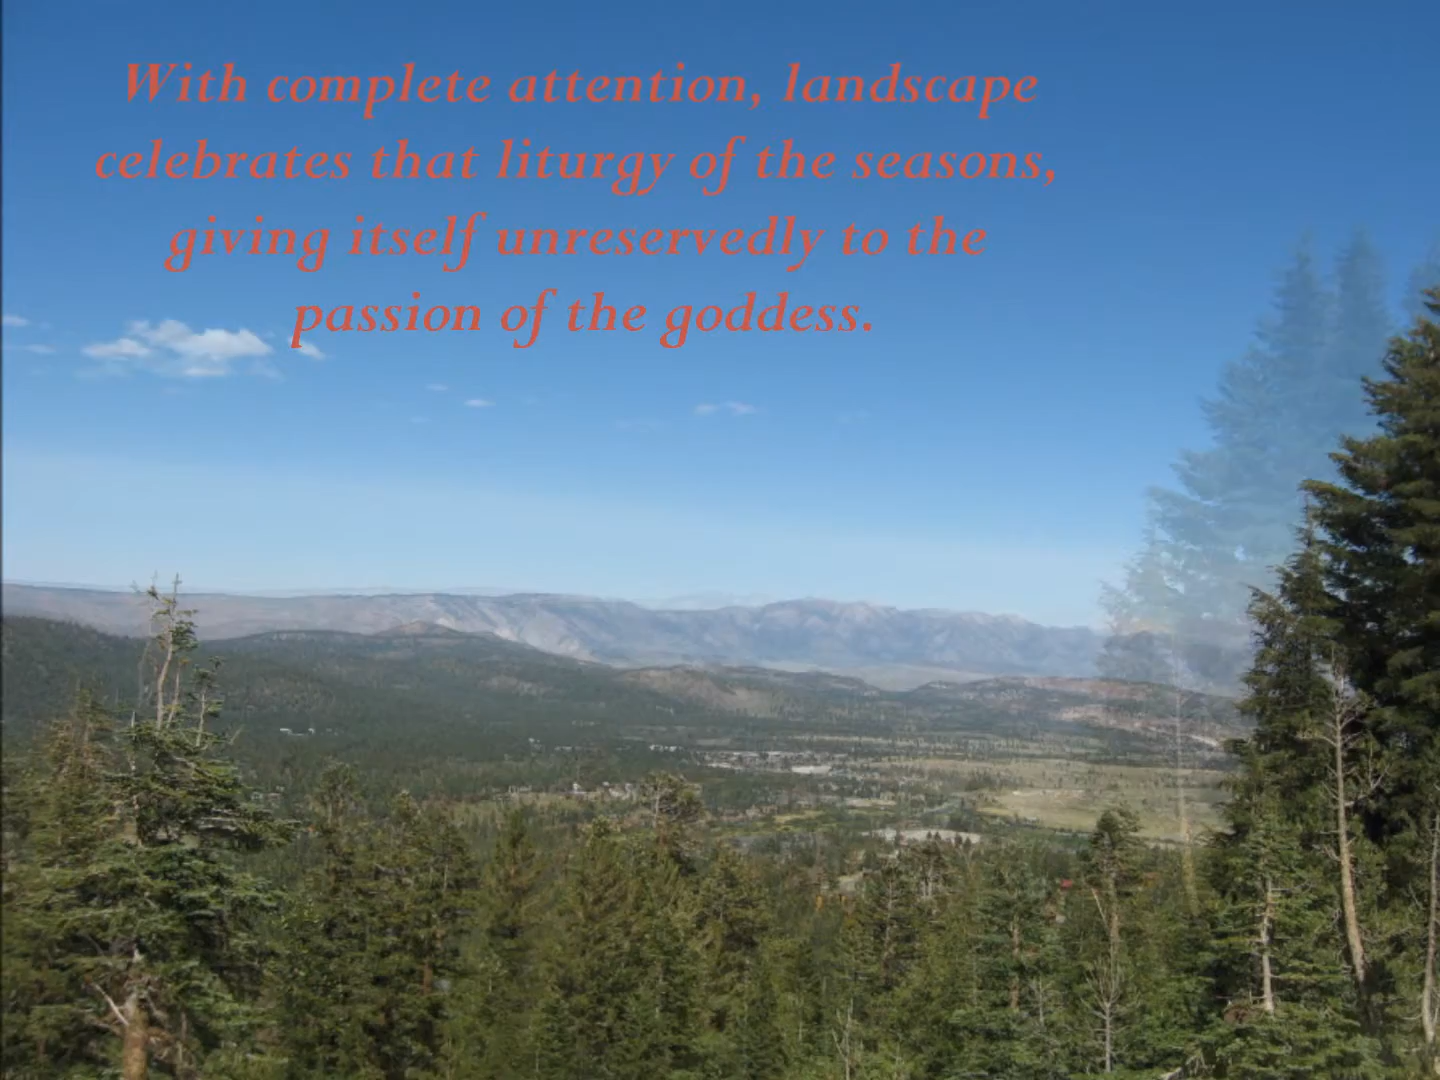 With complete attention, landscape
celebrates that liturgy of the seasons,
giving itself unreservedly to the
passion of the goddess.